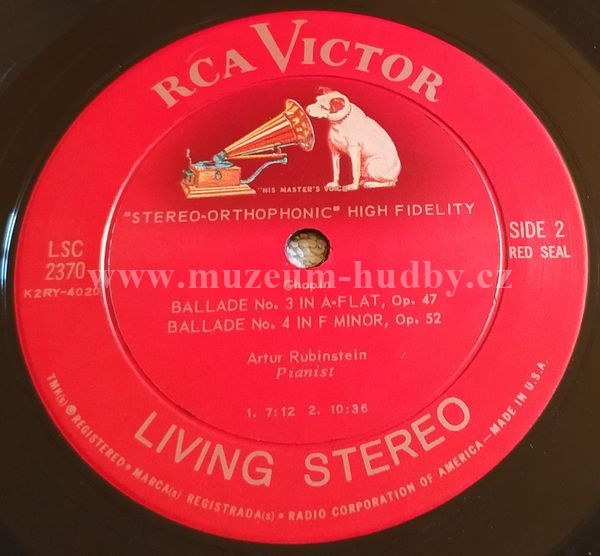 RCA VICTOR
"HIS MASTER'S VOICE"
"STEREO-ORTHOPHONIC" HIGH FIDELITY
LSC
2370
K2RY-4020
SIDE 2
RED SEAL
www.muzeum-hudby.cz
Chopin
BALLADE No. 3 IN A-FLAT, Op. 47
BALLADE No. 4 IN F MINOR, Op. 52
Artur Rubinstein
Pianist
1. 7:12 2. 10:36
LIVING STEREO
TMK(s) ® REGISTERED • MARCA(s) REGISTRADA(s) • RADIO CORPORATION OF AMERICA—MADE IN U.S.A.